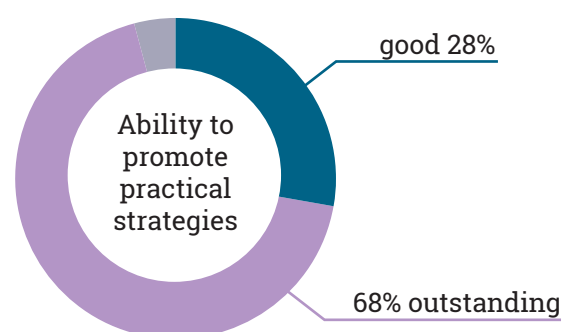 good 28%
Ability to
promote
practical
strategies
68% outstanding